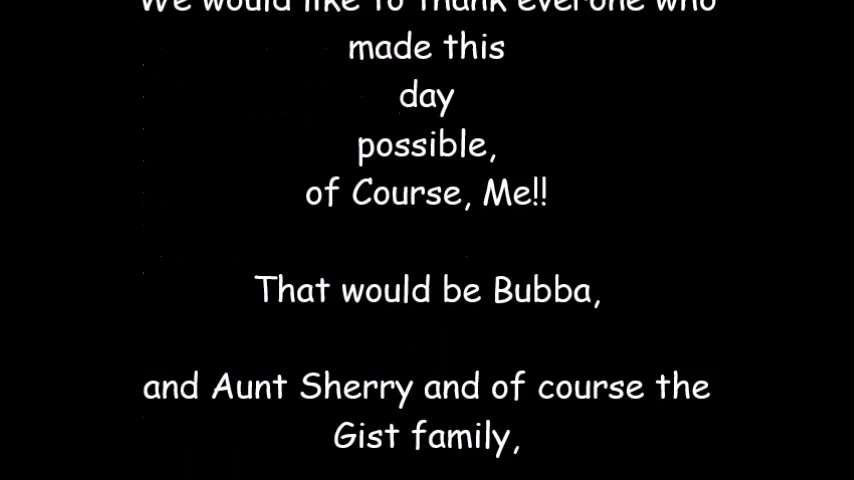 We would like to thank everone who
made this
day
possible,
of Course, Me!!
That would be Bubba,
and Aunt Sherry and of course the
Gist family,